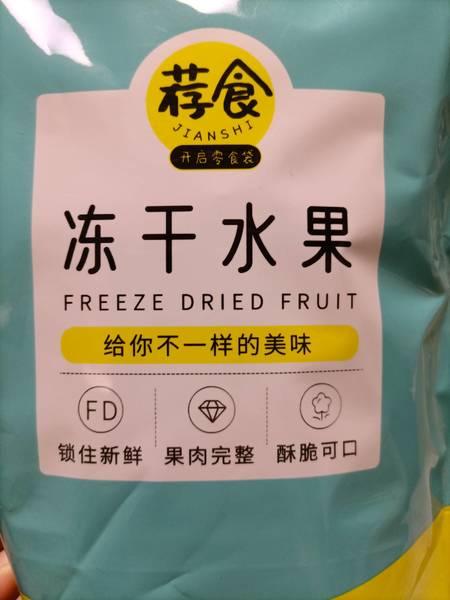 荐食
JIANSHI
开启零食袋
冻干水果
FREEZE DRIED FRUIT
给你不一样的美味
FD
锁住新鲜 果肉完整 酥脆可口